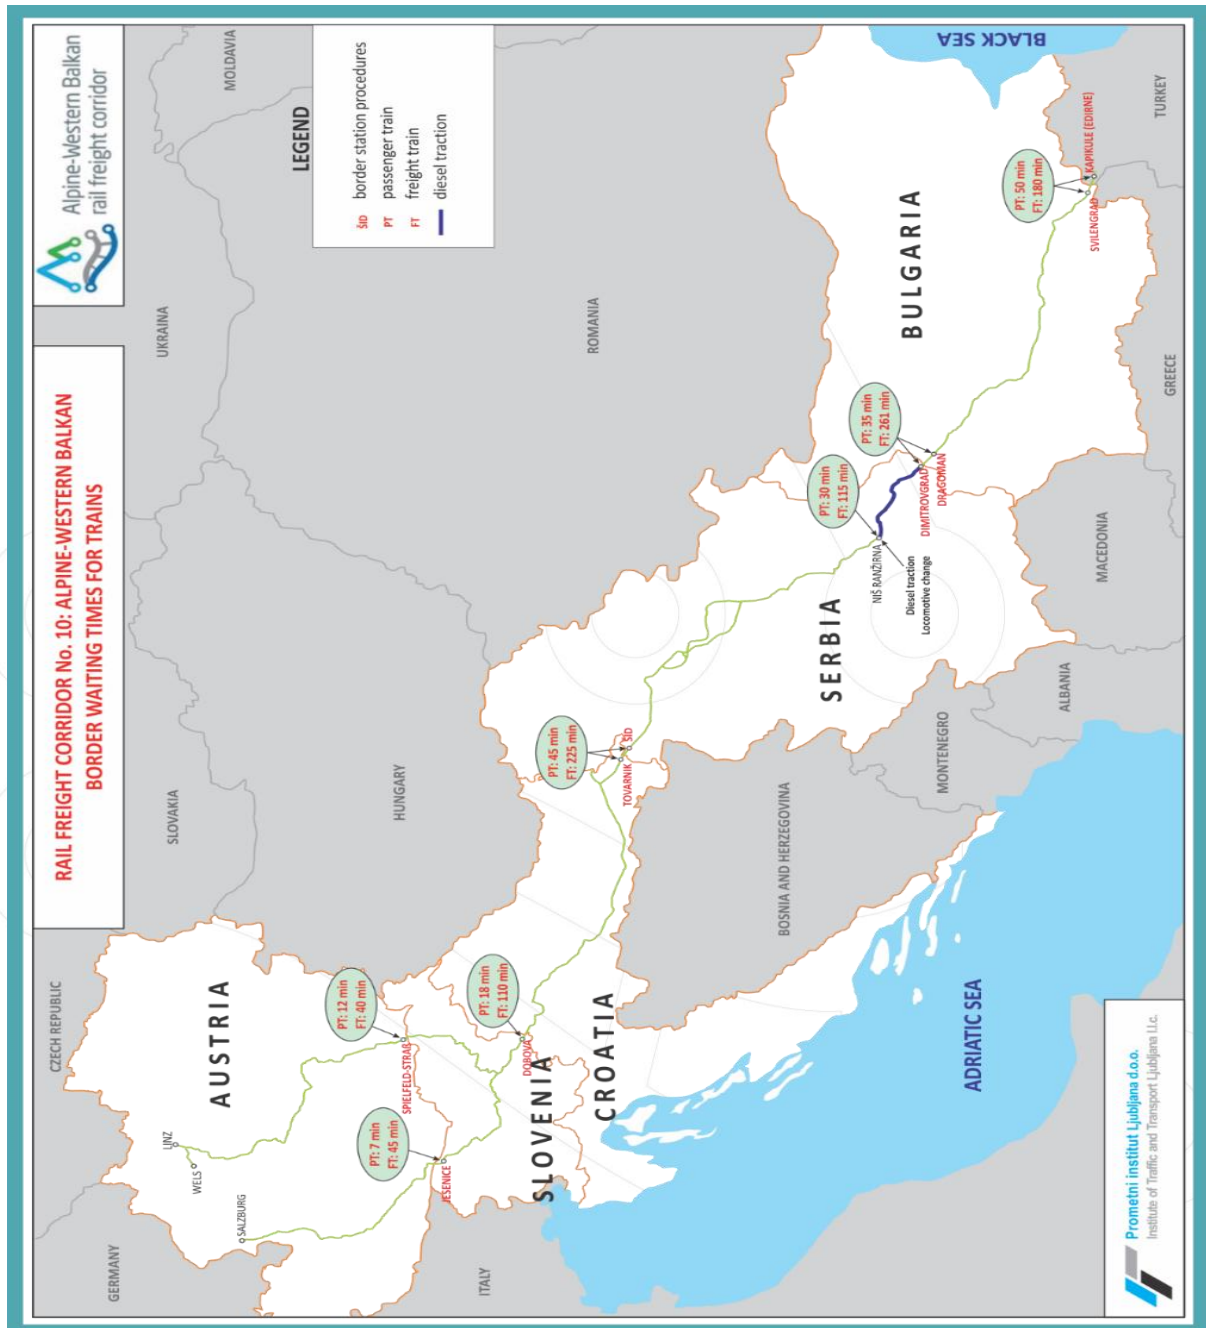 RAIL FREIGHT CORRIDOR No. 10: ALPINE-WESTERN BALKAN
BORDER WAITING TIMES FOR TRAINS
Alpine-Western Balkan
rail freight corridor
LEGEND
ŠID border station procedures
PT passenger train
FT freight train
diesel traction
CZECH REPUBLIC
SLOVAKIA
UKRAINA
MOLDAVIA
GERMANY
AUSTRIA
LINZ
WELS
SALZBURG
HUNGARY
ROMANIA
PT: 12 min
FT: 40 min
SPIELFELD-STRAß
PT: 7 min
FT: 45 min
JESENICE
PT: 18 min
FT: 110 min
DOBOVA
ITALY
SLOVENIA
CROATIA
PT: 45 min
FT: 225 min
TOVARNIK
ŠID
BOSNIA AND HERZEGOVINA
SERBIA
PT: 30 min
FT: 115 min
NIŠ RANŽIRNA
Diesel traction
Locomotive change
PT: 35 min
FT: 261 min
DIMITROVGRAD
DRAGOMAN
BULGARIA
PT: 50 min
FT: 180 min
SVILENGRAD
KAPIKULE (EDIRNE)
BLACK SEA
TURKEY
GREECE
MACEDONIA
ALBANIA
MONTENEGRO
ADRIATIC SEA
Prometni institut Ljubljana d.o.o.
Institute of Traffic and Transport Ljubljana l.l.c.